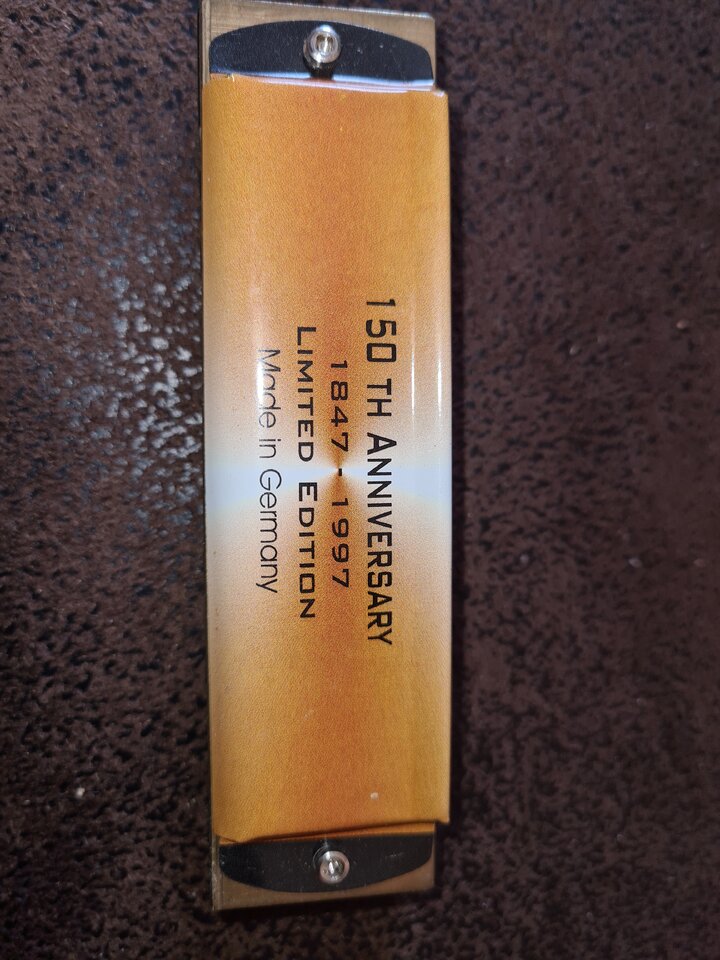 150 TH ANNIVERSARY
1847 - 1997
LIMITED EDITION
Made in Germany